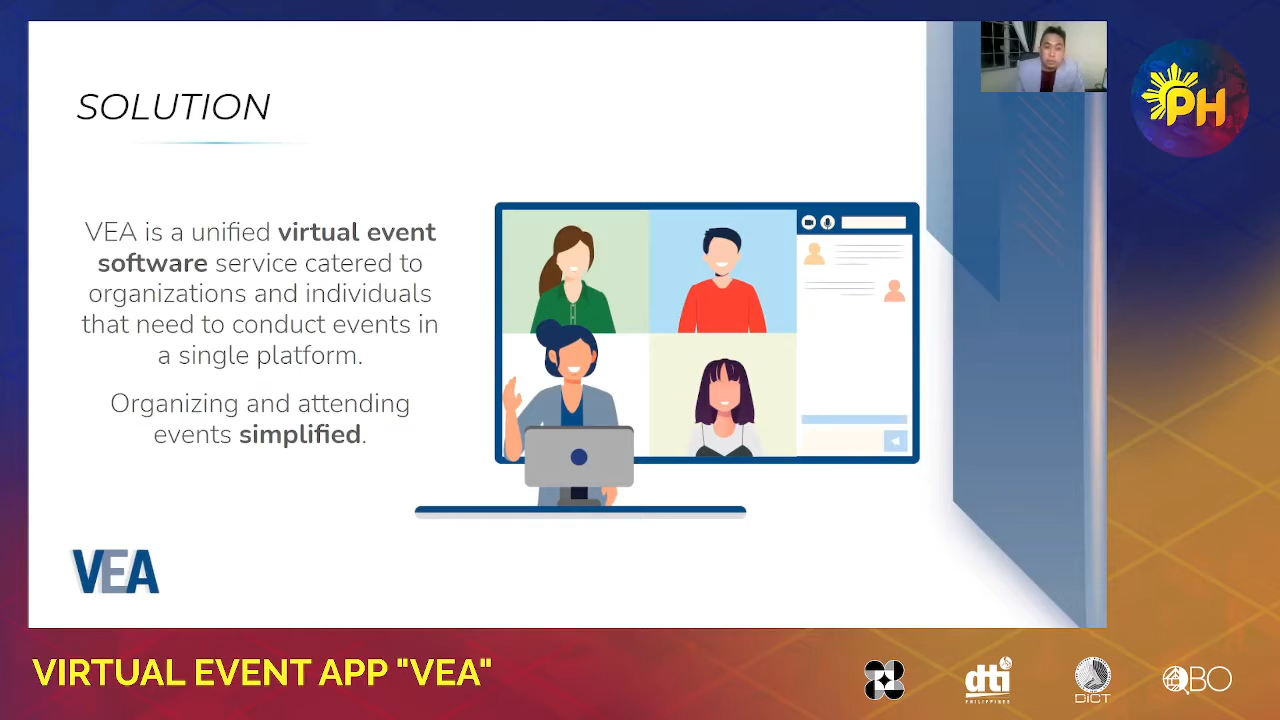 SOLUTION
VEA is a unified virtual event
software service catered to
organizations and individuals
that need to conduct events in
a single platform.
Organizing and attending
events simplified.
VEA
PH
VIRTUAL EVENT APP "VEA"
dti
PHILIPPINES
DICT
QBO